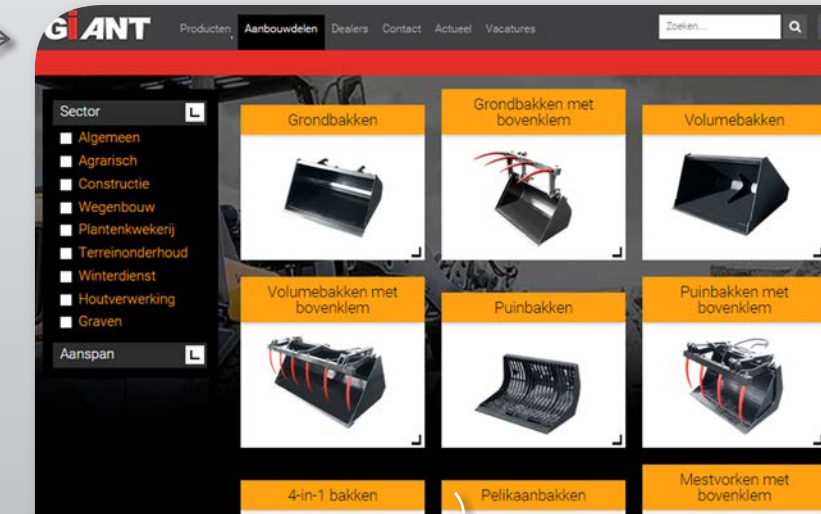 GiANT
Producten Aanbouwdelen Dealers Contact Actueel Vacatures
Zoeken...
Sector
Algemeen
Agrarisch
Constructie
Wegenbouw
Plantenkwekerij
Terreinonderhoud
Winterdienst
Houtverwerking
Graven
Aanspan
Grondbakken
Grondbakken met
bovenklem
Volumebakken
Volumebakken met
bovenklem
Puinbakken
Puinbakken met
bovenklem
4-in-1 bakken
Pelikaanbakken
Mestvorken met
bovenklem